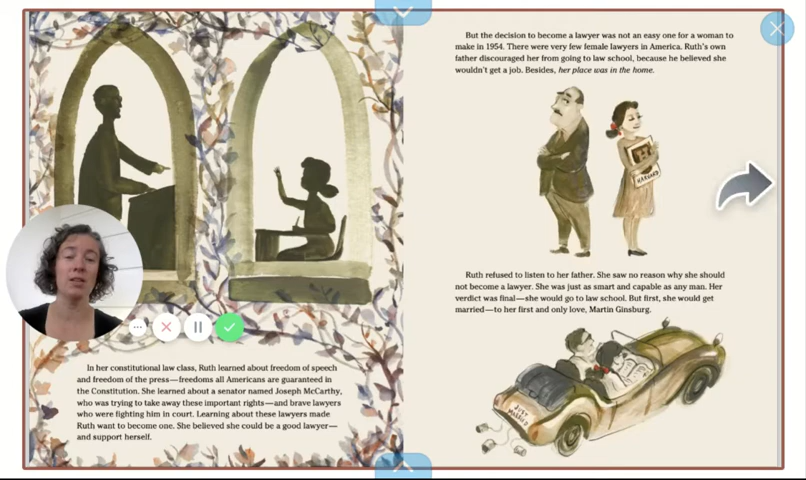 In her constitutional law class, Ruth learned about freedom of speech
and freedom of the press—freedoms all Americans are guaranteed in
the Constitution. She learned about a senator named Joseph McCarthy,
who was trying to take away these important rights—and brave lawyers
who were fighting him in court. Learning about these lawyers made
Ruth want to become one. She believed she could be a good lawyer—
and support herself.
But the decision to become a lawyer was not an easy one for a woman to
make in 1954. There were very few female lawyers in America. Ruth's own
father discouraged her from going to law school, because he believed she
wouldn't get a job. Besides, her place was in the home.
HARVARD
Ruth refused to listen to her father. She saw no reason why she should
not become a lawyer. She was just as smart and capable as any man. Her
verdict was final—she would go to law school. But first, she would get
married—to her first and only love, Martin Ginsburg.
JUST
MARRIED